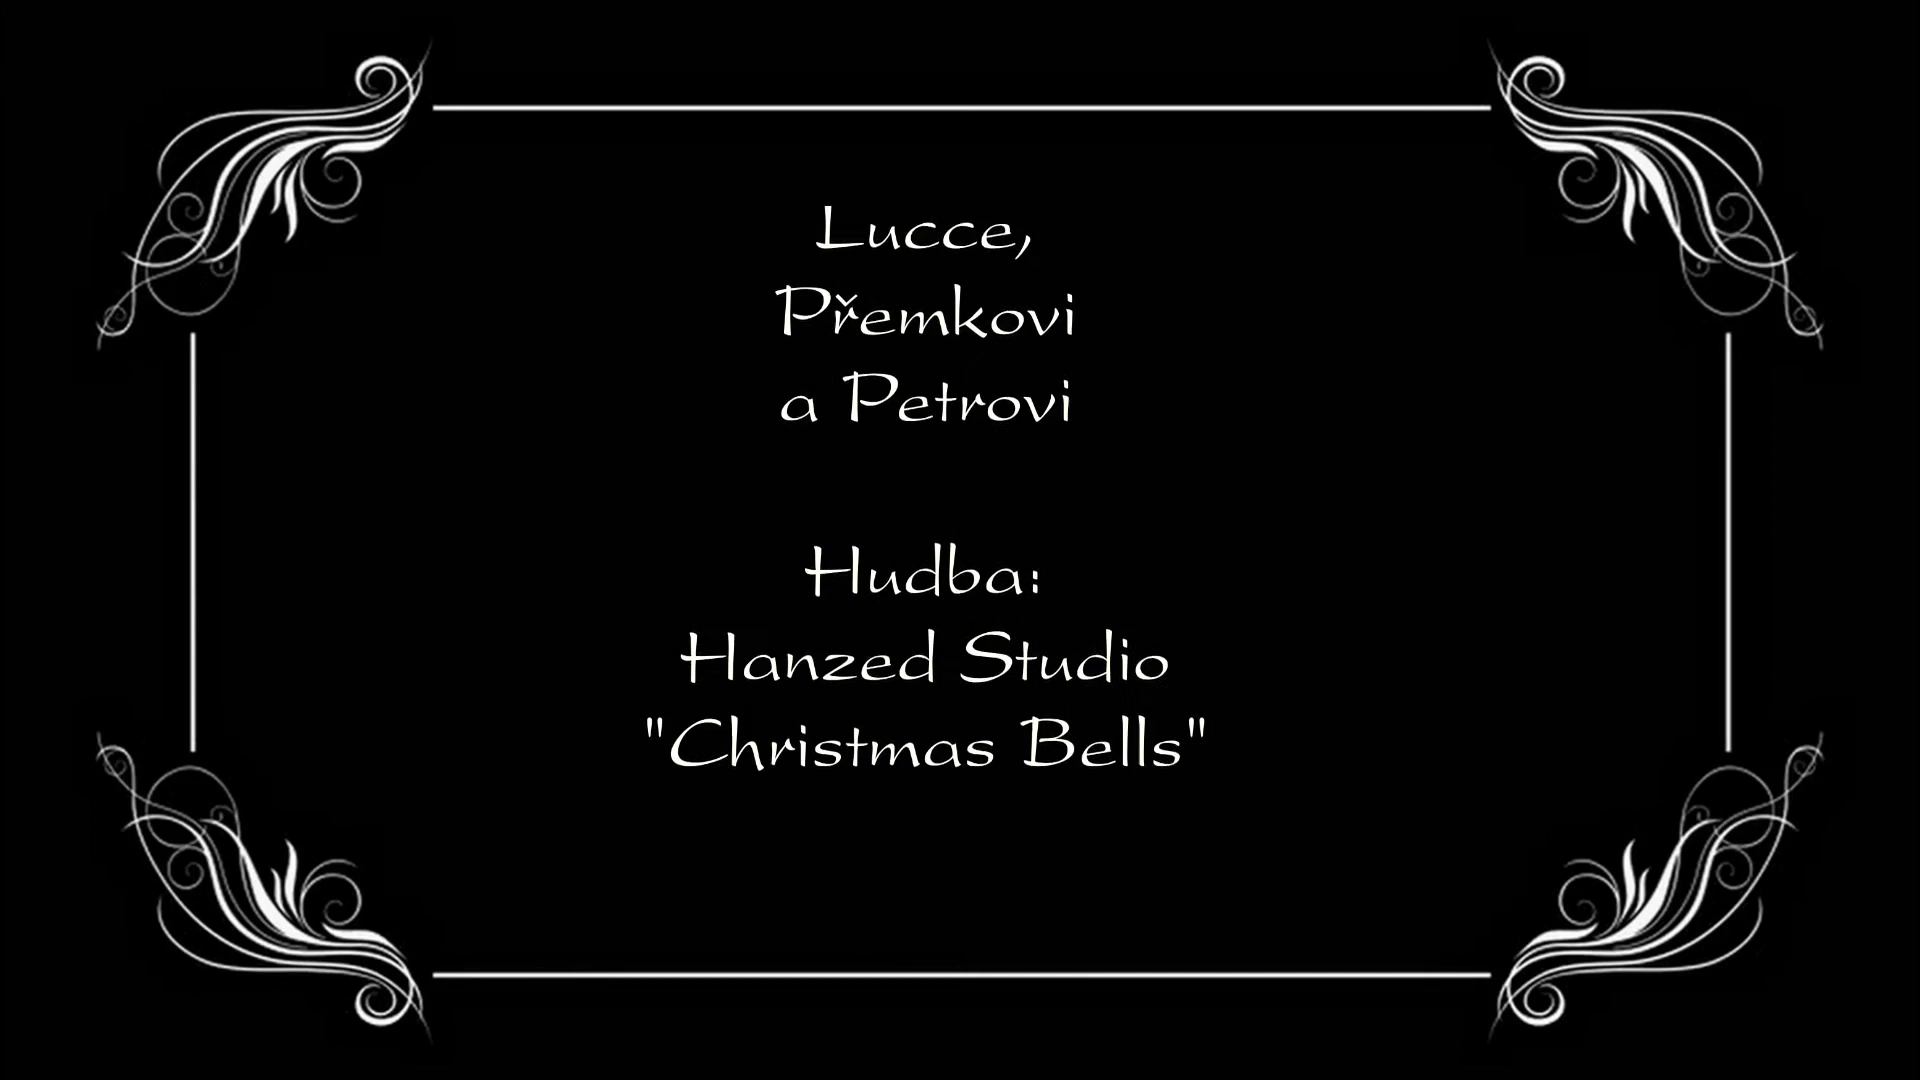 Lucce,
Přemkovi
a Petrovi
Hudba:
Hanzed Studio
"Christmas Bells"